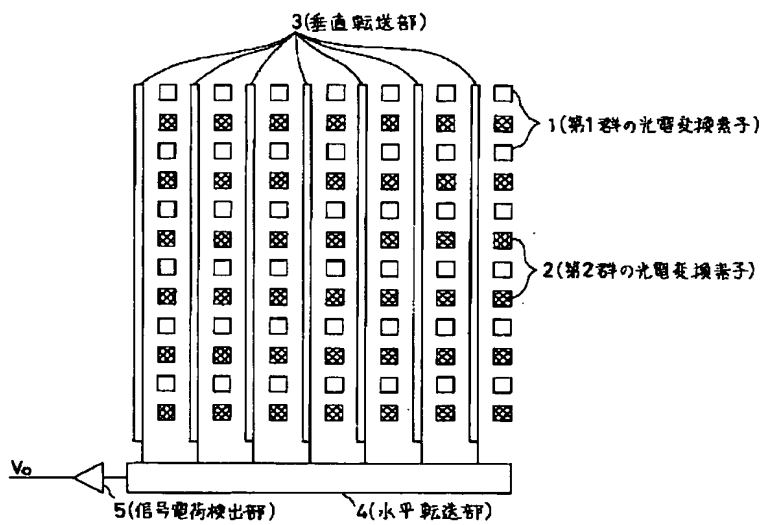 3(垂直転送部)
1(第1群の光電変換素子)
2(第2群の光電変換素子)
Vo
5(信号電荷検出部)
4(水平転送部)